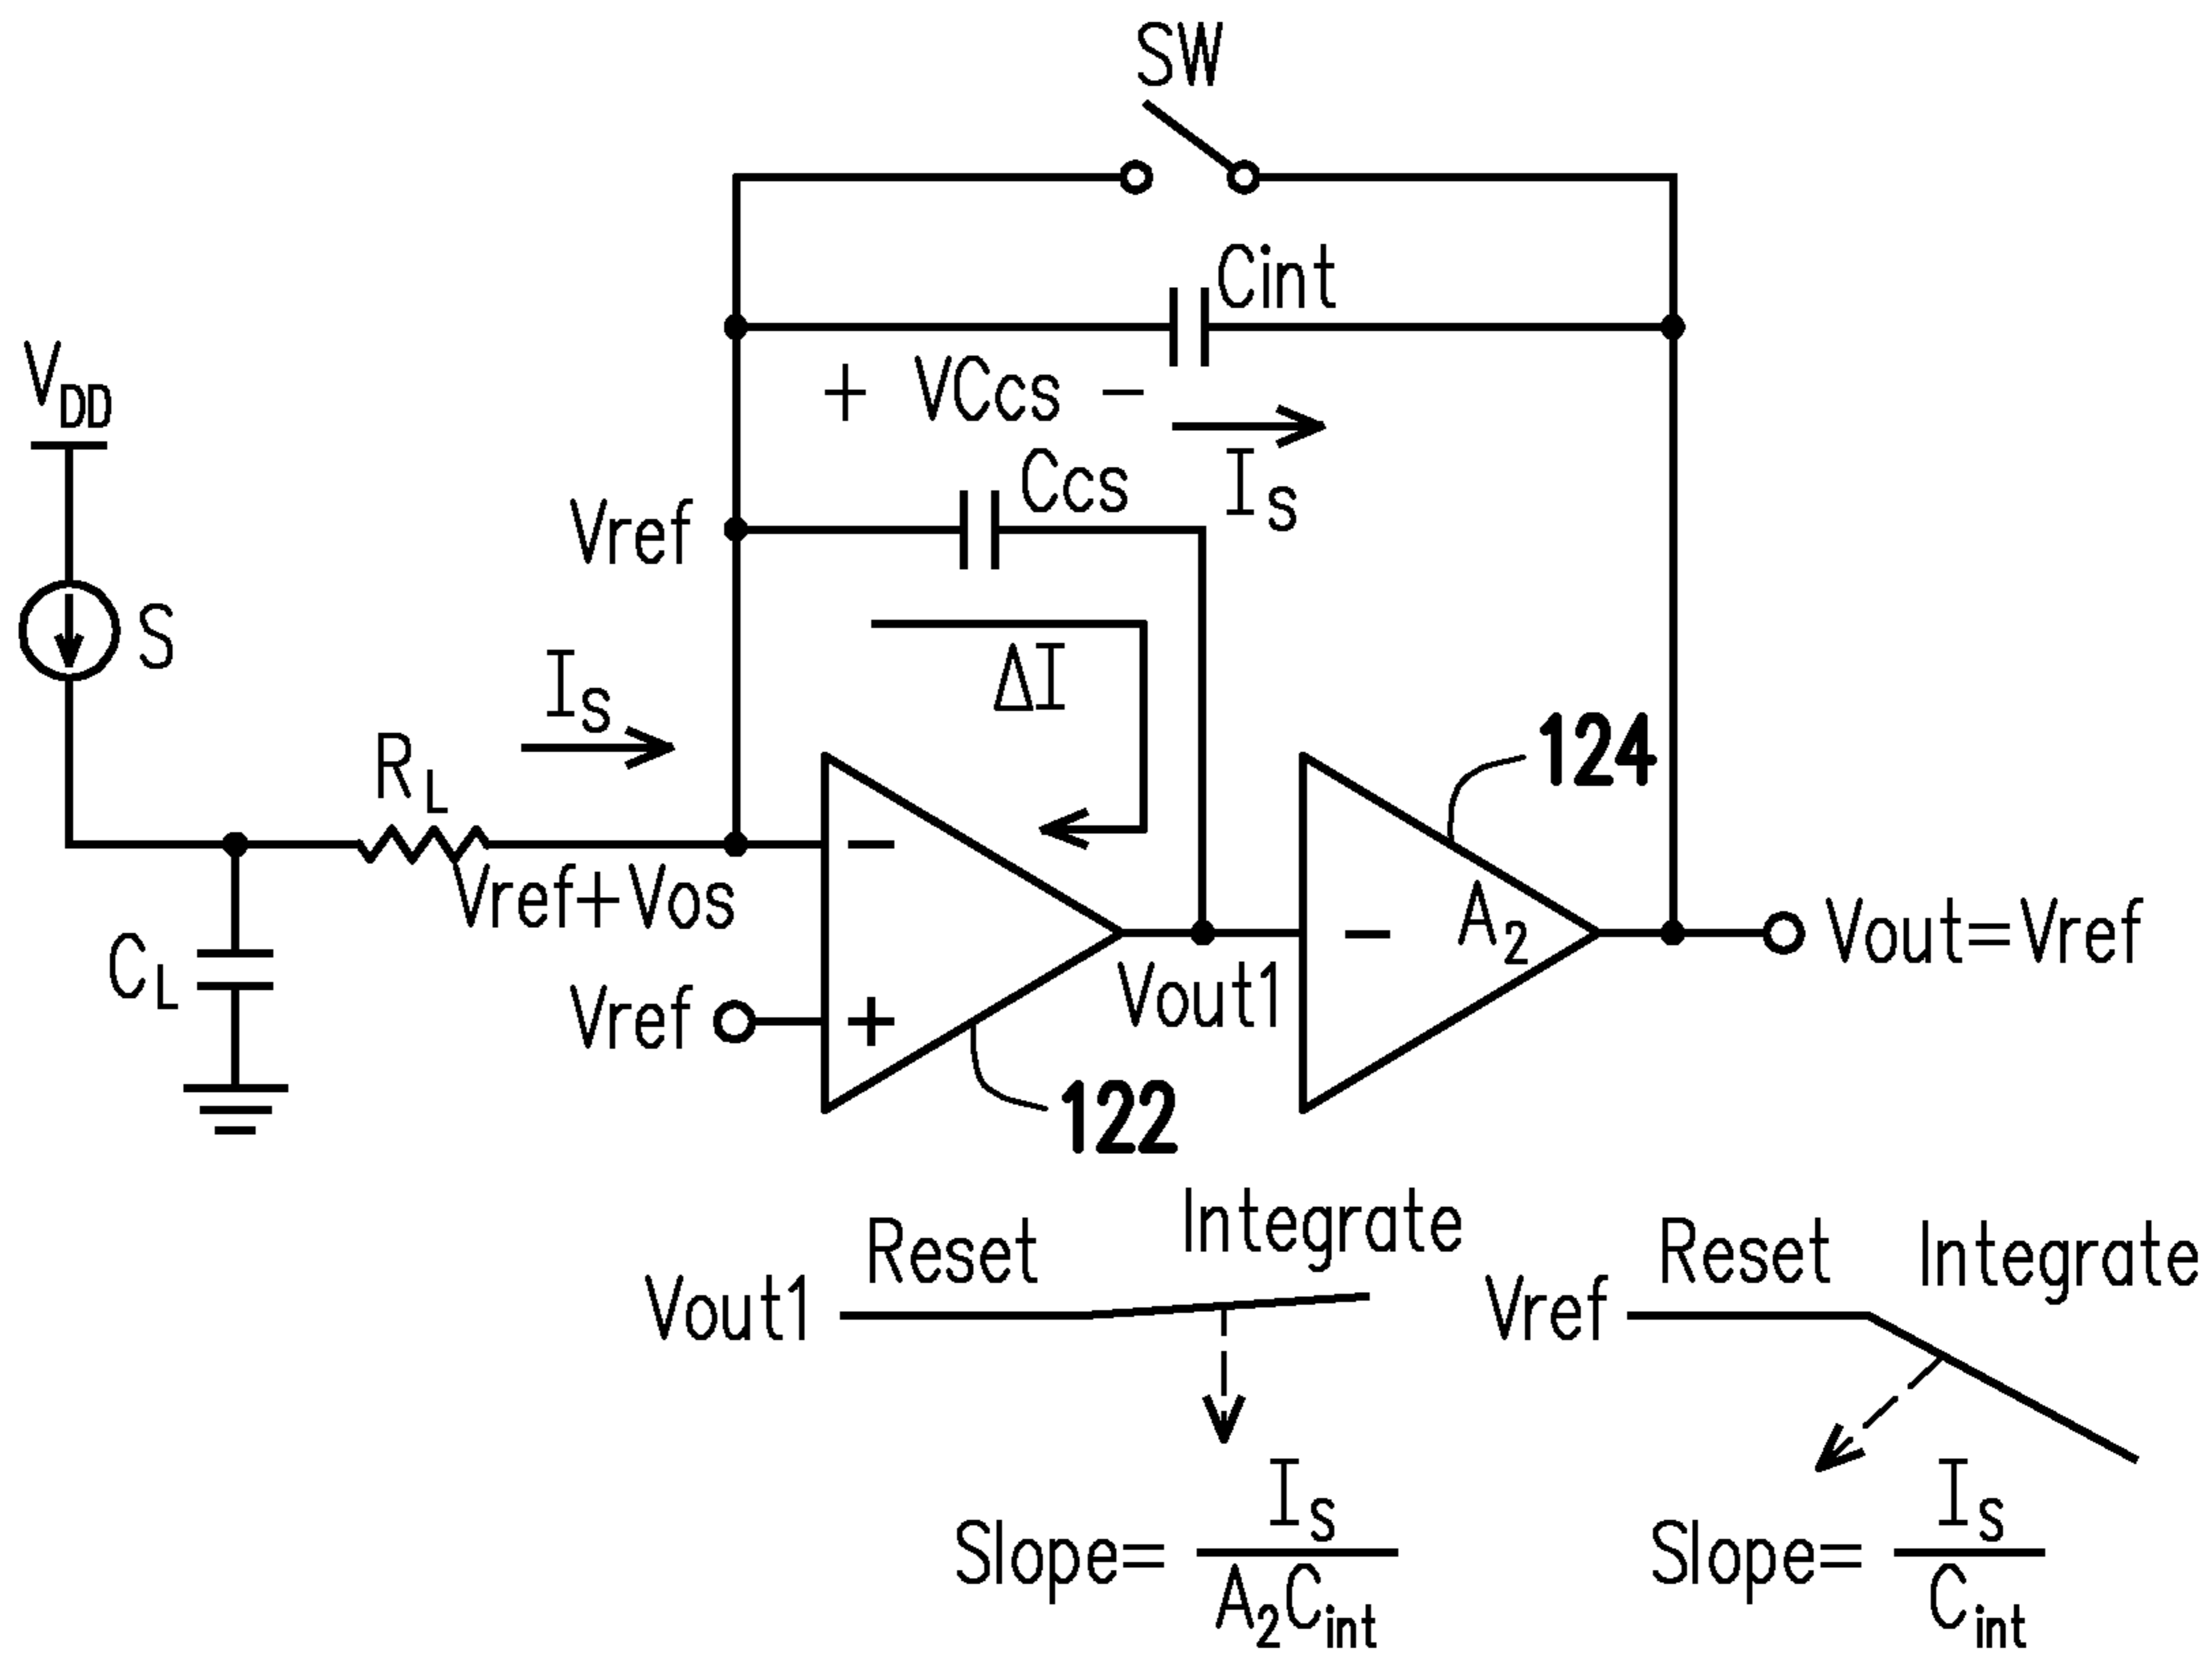 SW
Cint
VDD
+ VCcs -
Ccs
Is
Vref
S
ΔI
Is
124
RL
-
Vref+Vos
- A2
Vout=Vref
CL
Vout1
Vref
+
122
Reset
Integrate
Vout1
Reset
Integrate
Vref
Slope= Is / A2Cint
Slope= Is / Cint